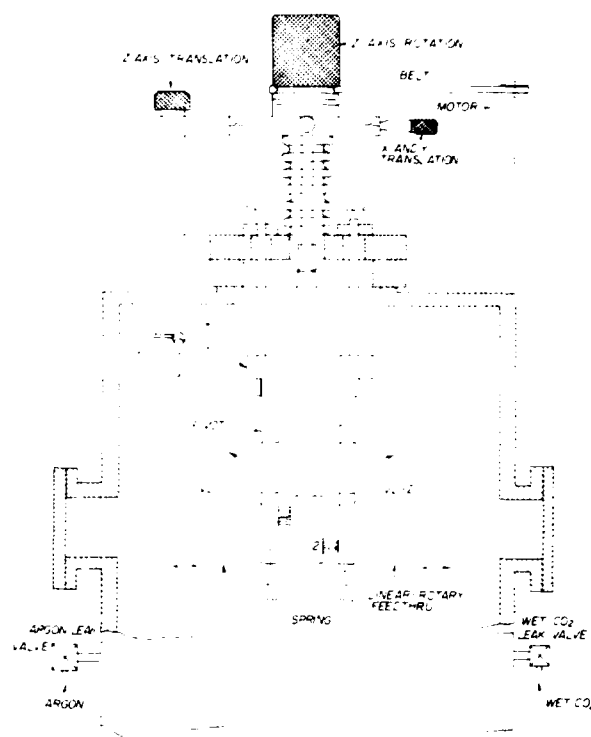 Z AXIS ROTATION
Z AXIS TRANSLATION
BELT
MOTOR
X AND Y
TRANSLATION
LINEAR-ROTARY
FEEDTHRU
SPRING
ARGON LEAK
VALVE
WET CO₂
LEAK VALVE
ARGON
WET CO₂